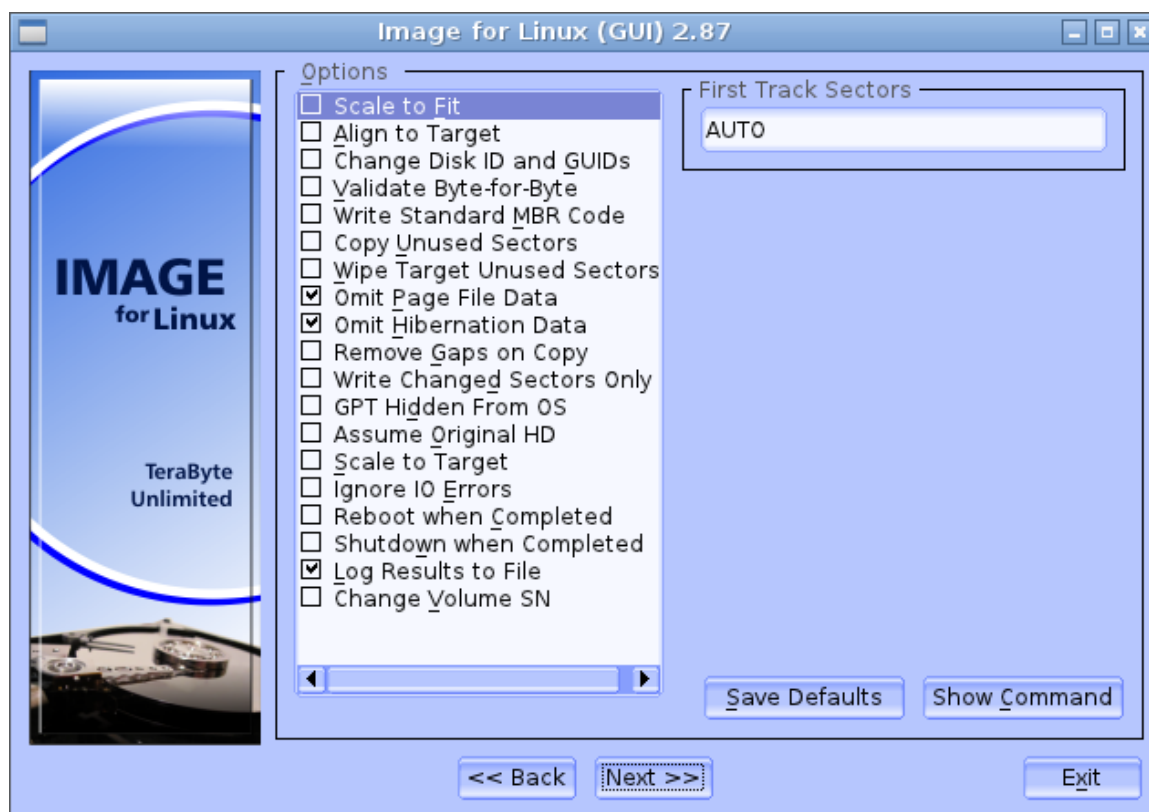 Image for Linux (GUI) 2.87
IMAGE
for Linux
TeraByte
Unlimited
Options
Scale to Fit
Align to Target
Change Disk ID and GUIDs
Validate Byte-for-Byte
Write Standard MBR Code
Copy Unused Sectors
Wipe Target Unused Sectors
Omit Page File Data
Omit Hibernation Data
Remove Gaps on Copy
Write Changed Sectors Only
GPT Hidden From OS
Assume Original HD
Scale to Target
Ignore IO Errors
Reboot when Completed
Shutdown when Completed
Log Results to File
Change Volume SN
First Track Sectors
AUTO
Save Defaults
Show Command
<< Back
Next >>
Exit